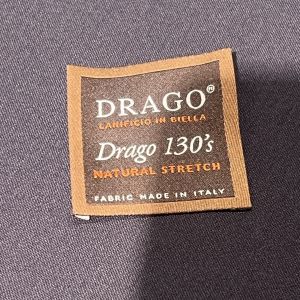 DRAGO®
LANIFICIO IN BIELLA
Drago 130's
NATURAL STRETCH
FABRIC MADE IN ITALY